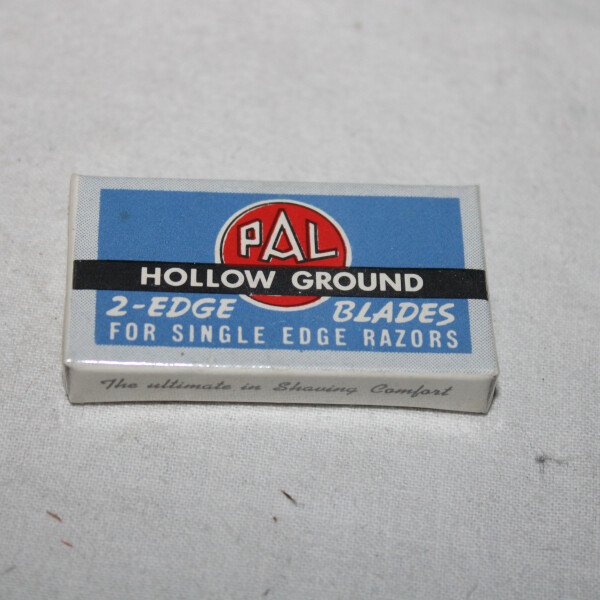 PAL
HOLLOW GROUND
2-EDGE BLADES
FOR SINGLE EDGE RAZORS
The ultimate in Shaving Comfort